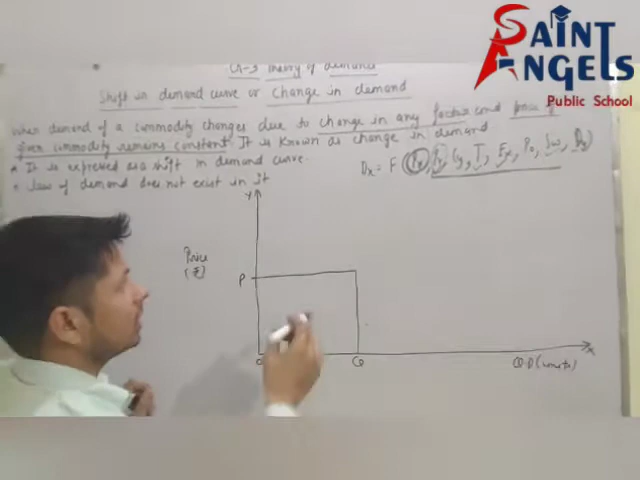 SAINT
ANGELS
Public School
Theory of demand
Shift in demand curve or change in demand
When demand of a commodity changes due to change in any factor and price of
given commodity remains constant It is known as change in demand
It is expressed as a shift in demand curve.
law of demand does not exist in it
Dx = F
Y
Price
(₹)
P
O
Q
Q.D (units)
X